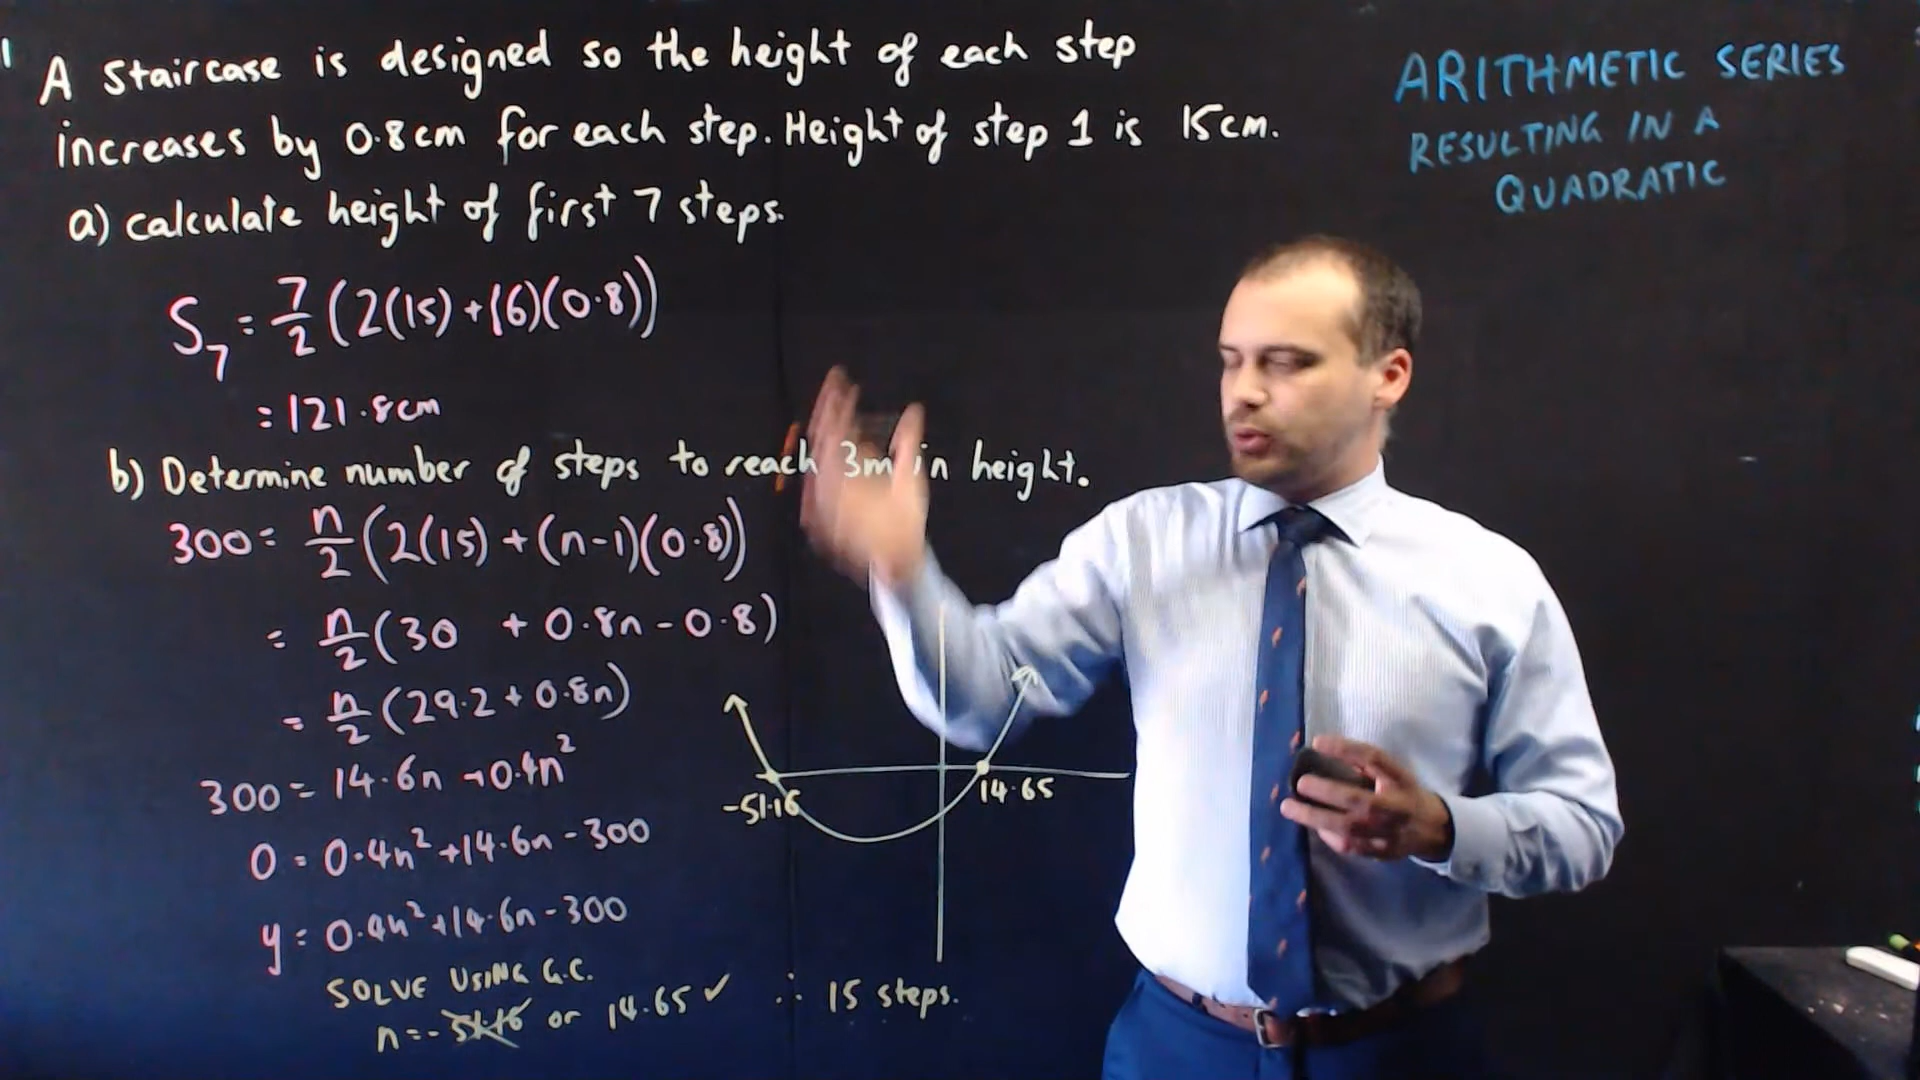 A Staircase is designed so the height of each step
increases by 0.8cm for each step. Height of step 1 is 15cm.
a) calculate height of first 7 steps.
S₇ = 7/2 (2(15) + (6)(0.8))
= 121.8cm
b) Determine number of steps to reach 3m in height.
300 = n/2 (2(15) + (n-1)(0.8))
= n/2 (30 + 0.8n - 0.8)
= n/2 (29.2 + 0.8n)
300 = 14.6n + 0.4n²
0 = 0.4n² + 14.6n - 300
y = 0.4n² + 14.6n - 300
SOLVE USING G.C.
n = -51.16 or 14.65 ✓ ∴ 15 steps.
-51.16 14.65
ARITHMETIC SERIES
RESULTING IN A
QUADRATIC